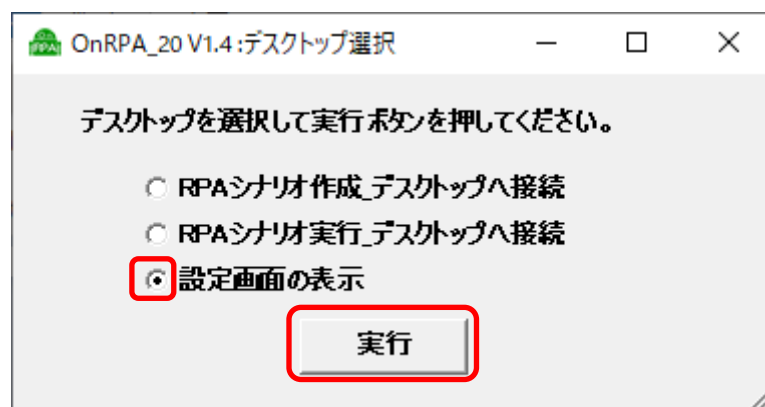 OnRPA_20 V1.4 :デスクトップ選択
デスクトップを選択して実行ボタンを押してください。
RPAシナリオ作成_デスクトップへ接続
RPAシナリオ実行_デスクトップへ接続
設定画面の表示
実行